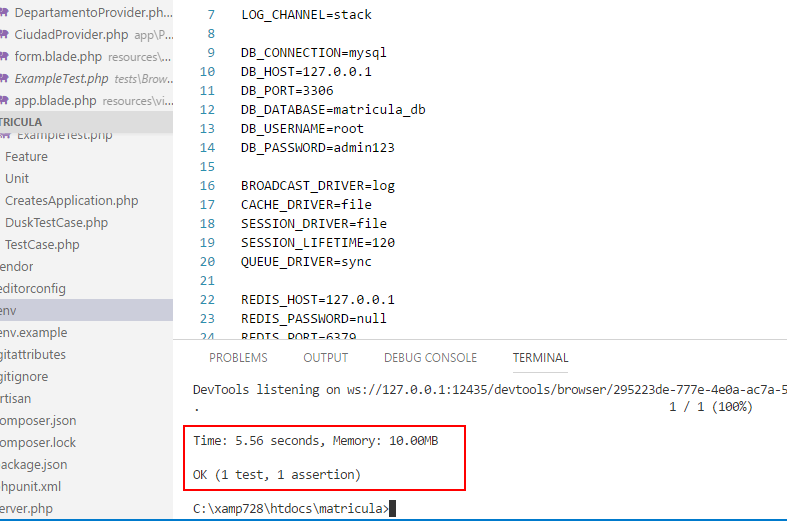 DepartamentoProvider.ph...
CiudadProvider.php app\P...
form.blade.php resources\...
ExampleTest.php tests\Brow...
app.blade.php resources\vi...
TRICULA
ExampleTest.php
Feature
Unit
CreatesApplication.php
DuskTestCase.php
TestCase.php
endor
editorconfig
env
env.example
gitattributes
gitignore
rtisan
omposer.json
omposer.lock
ackage.json
hpunit.xml
erver.php
7 LOG_CHANNEL=stack
8
9 DB_CONNECTION=mysql
10 DB_HOST=127.0.0.1
11 DB_PORT=3306
12 DB_DATABASE=matricula_db
13 DB_USERNAME=root
14 DB_PASSWORD=admin123
15
16 BROADCAST_DRIVER=log
17 CACHE_DRIVER=file
18 SESSION_DRIVER=file
19 SESSION_LIFETIME=120
20 QUEUE_DRIVER=sync
21
22 REDIS_HOST=127.0.0.1
23 REDIS_PASSWORD=null
24 REDIS_PORT=6379
PROBLEMS OUTPUT DEBUG CONSOLE TERMINAL
DevTools listening on ws://127.0.0.1:12435/devtools/browser/295223de-777e-4e0a-ac7a-5
. 1 / 1 (100%)
Time: 5.56 seconds, Memory: 10.00MB
OK (1 test, 1 assertion)
C:\xamp728\htdocs\matricula>